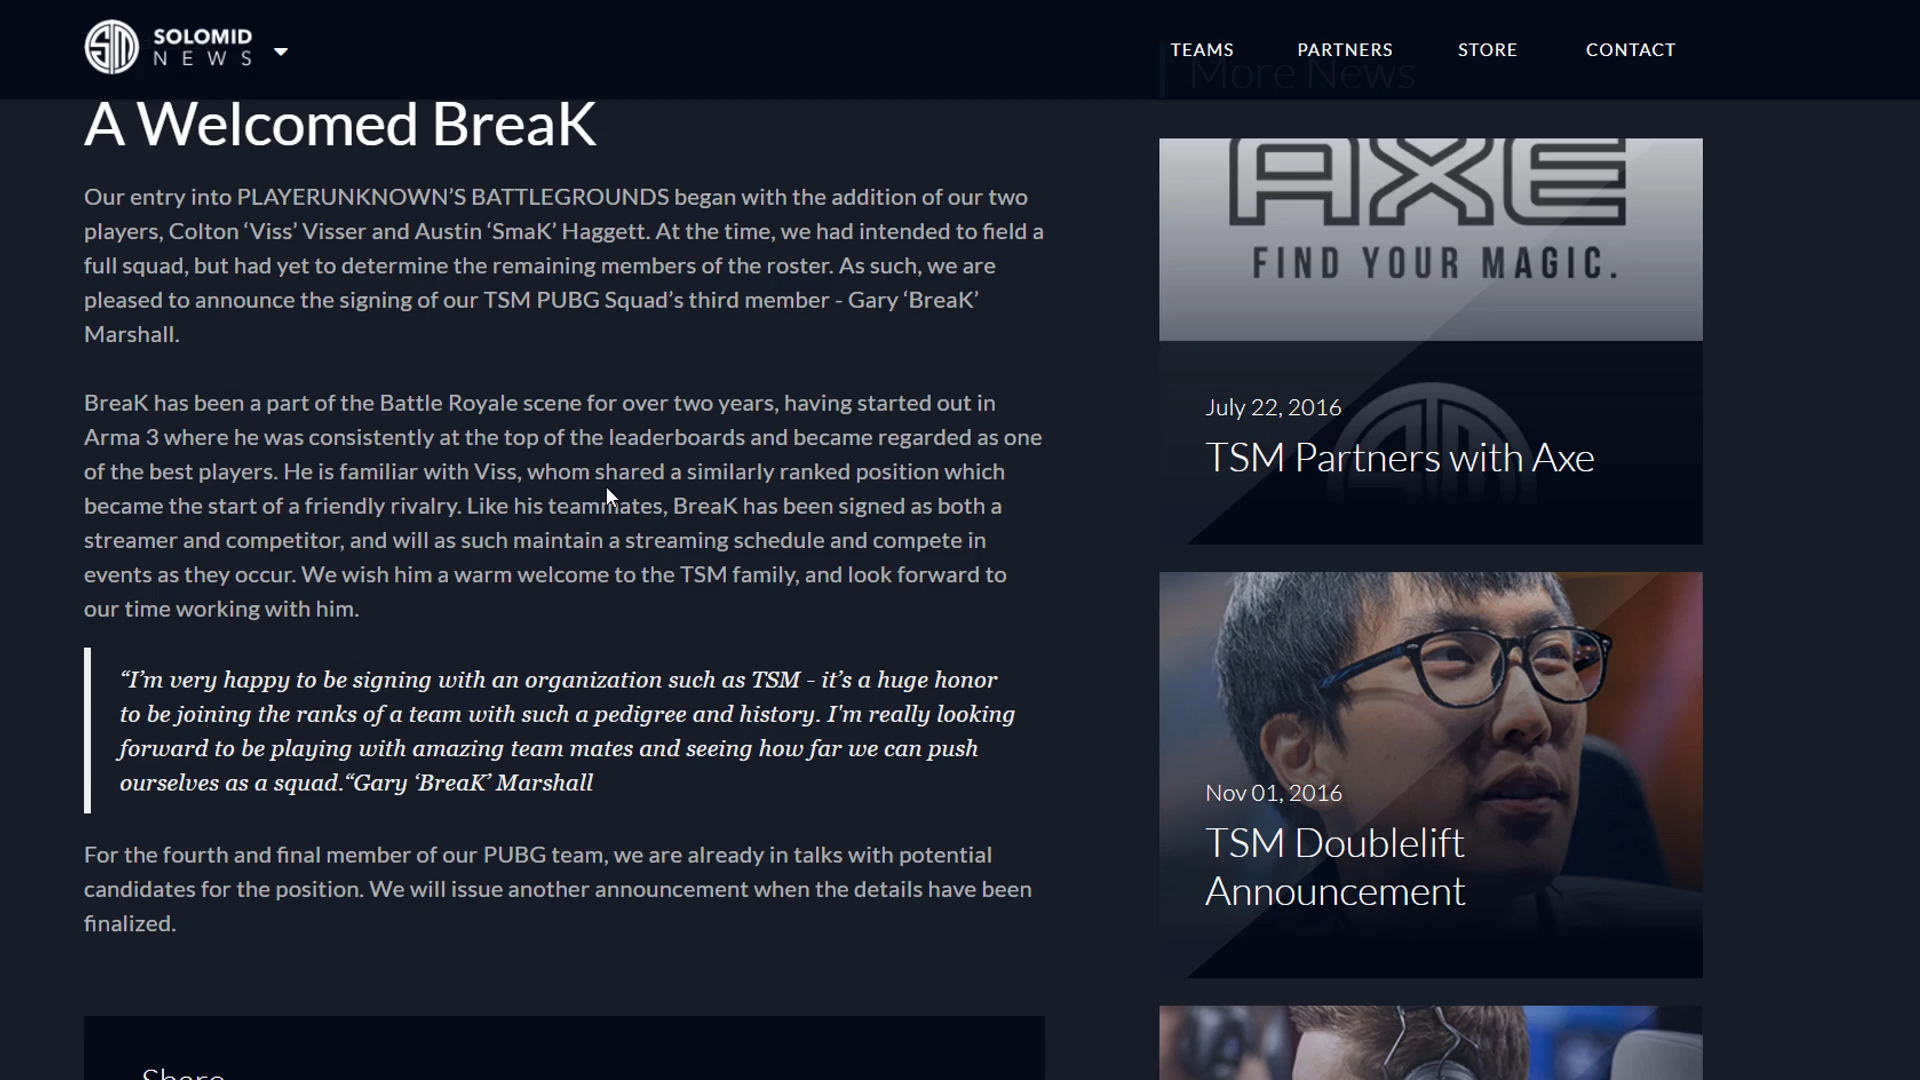 SOLOMID
NEWS
TEAMS
PARTNERS
STORE
CONTACT
A Welcomed BreaK
Our entry into PLAYERUNKNOWN’S BATTLEGROUNDS began with the addition of our two
players, Colton ‘Viss’ Visser and Austin ‘SmaK’ Haggett. At the time, we had intended to field a
full squad, but had yet to determine the remaining members of the roster. As such, we are
pleased to announce the signing of our TSM PUBG Squad’s third member - Gary ‘BreaK’
Marshall.
BreaK has been a part of the Battle Royale scene for over two years, having started out in
Arma 3 where he was consistently at the top of the leaderboards and became regarded as one
of the best players. He is familiar with Viss, whom shared a similarly ranked position which
became the start of a friendly rivalry. Like his teammates, BreaK has been signed as both a
streamer and competitor, and will as such maintain a streaming schedule and compete in
events as they occur. We wish him a warm welcome to the TSM family, and look forward to
our time working with him.
“I’m very happy to be signing with an organization such as TSM - it’s a huge honor
to be joining the ranks of a team with such a pedigree and history. I'm really looking
forward to be playing with amazing team mates and seeing how far we can push
ourselves as a squad.“Gary ‘BreaK’ Marshall
For the fourth and final member of our PUBG team, we are already in talks with potential
candidates for the position. We will issue another announcement when the details have been
finalized.
Share
More News
AXE
FIND YOUR MAGIC.
July 22, 2016
TSM Partners with Axe
Nov 01, 2016
TSM Doublelift
Announcement